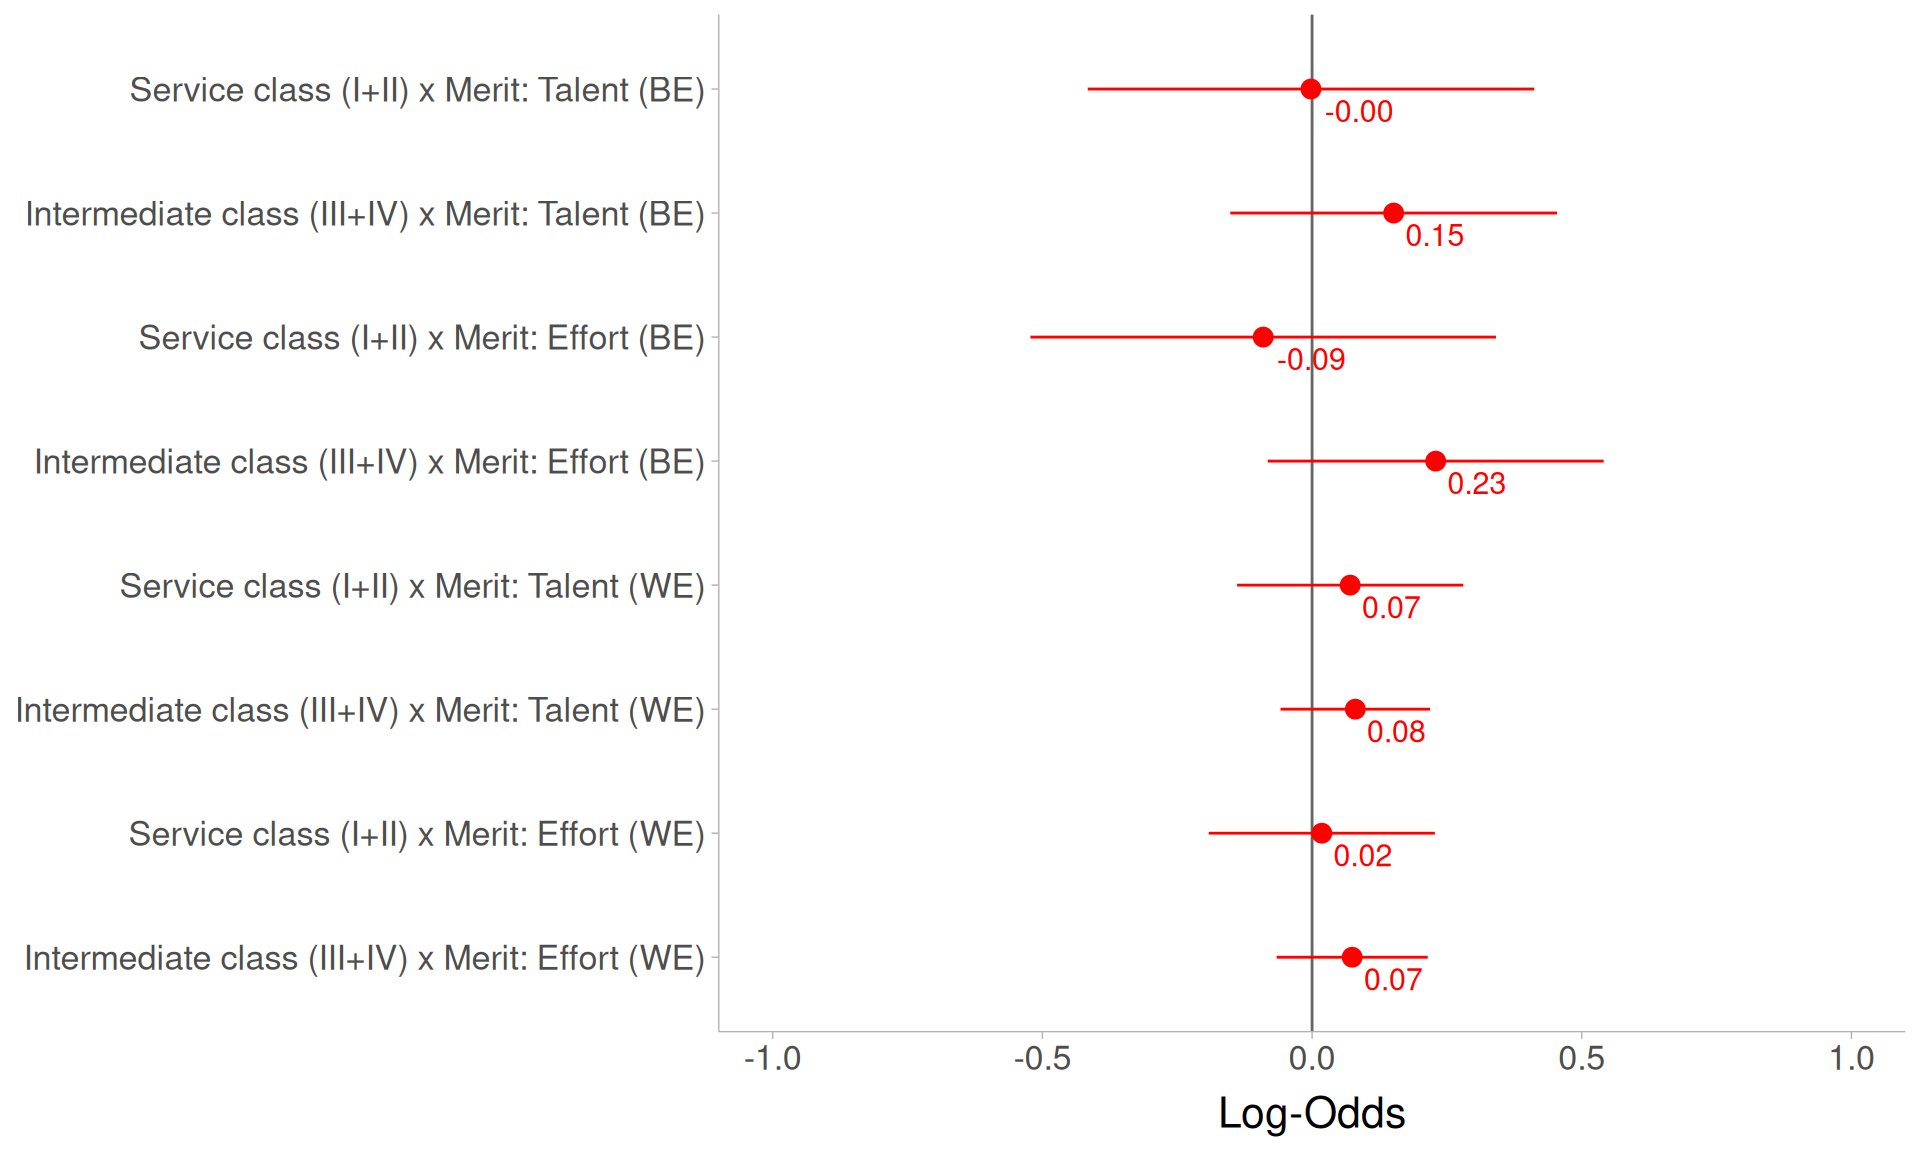 Service class (I+II) x Merit: Talent (BE)
-0.00
Intermediate class (III+IV) x Merit: Talent (BE)
0.15
Service class (I+II) x Merit: Effort (BE)
-0.09
Intermediate class (III+IV) x Merit: Effort (BE)
0.23
Service class (I+II) x Merit: Talent (WE)
0.07
Intermediate class (III+IV) x Merit: Talent (WE)
0.08
Service class (I+II) x Merit: Effort (WE)
0.02
Intermediate class (III+IV) x Merit: Effort (WE)
0.07
-1.0 -0.5 0.0 0.5 1.0
Log-Odds